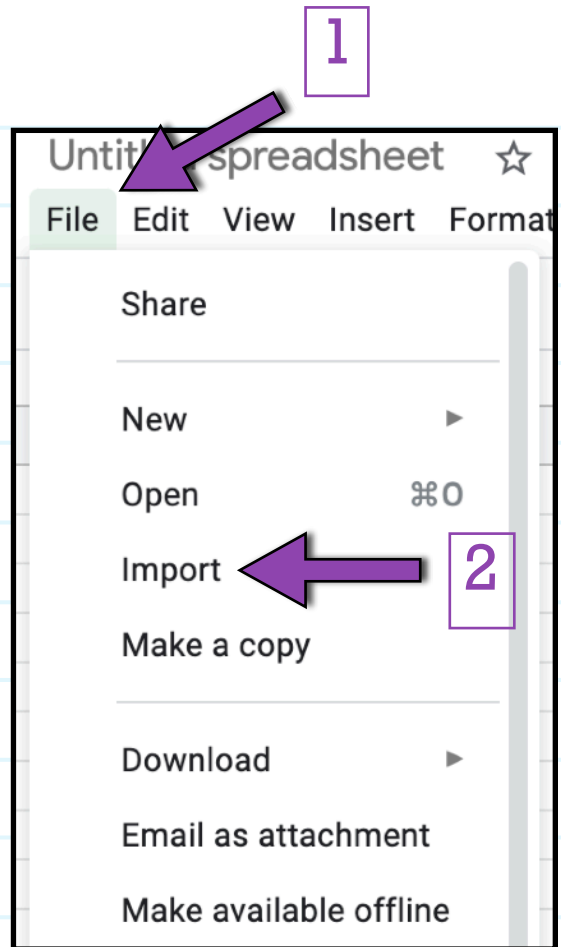 1
spreadsheet
File Edit View Insert Format
Share
New
Open ⌘O
Import
2
Make a copy
Download
Email as attachment
Make available offline